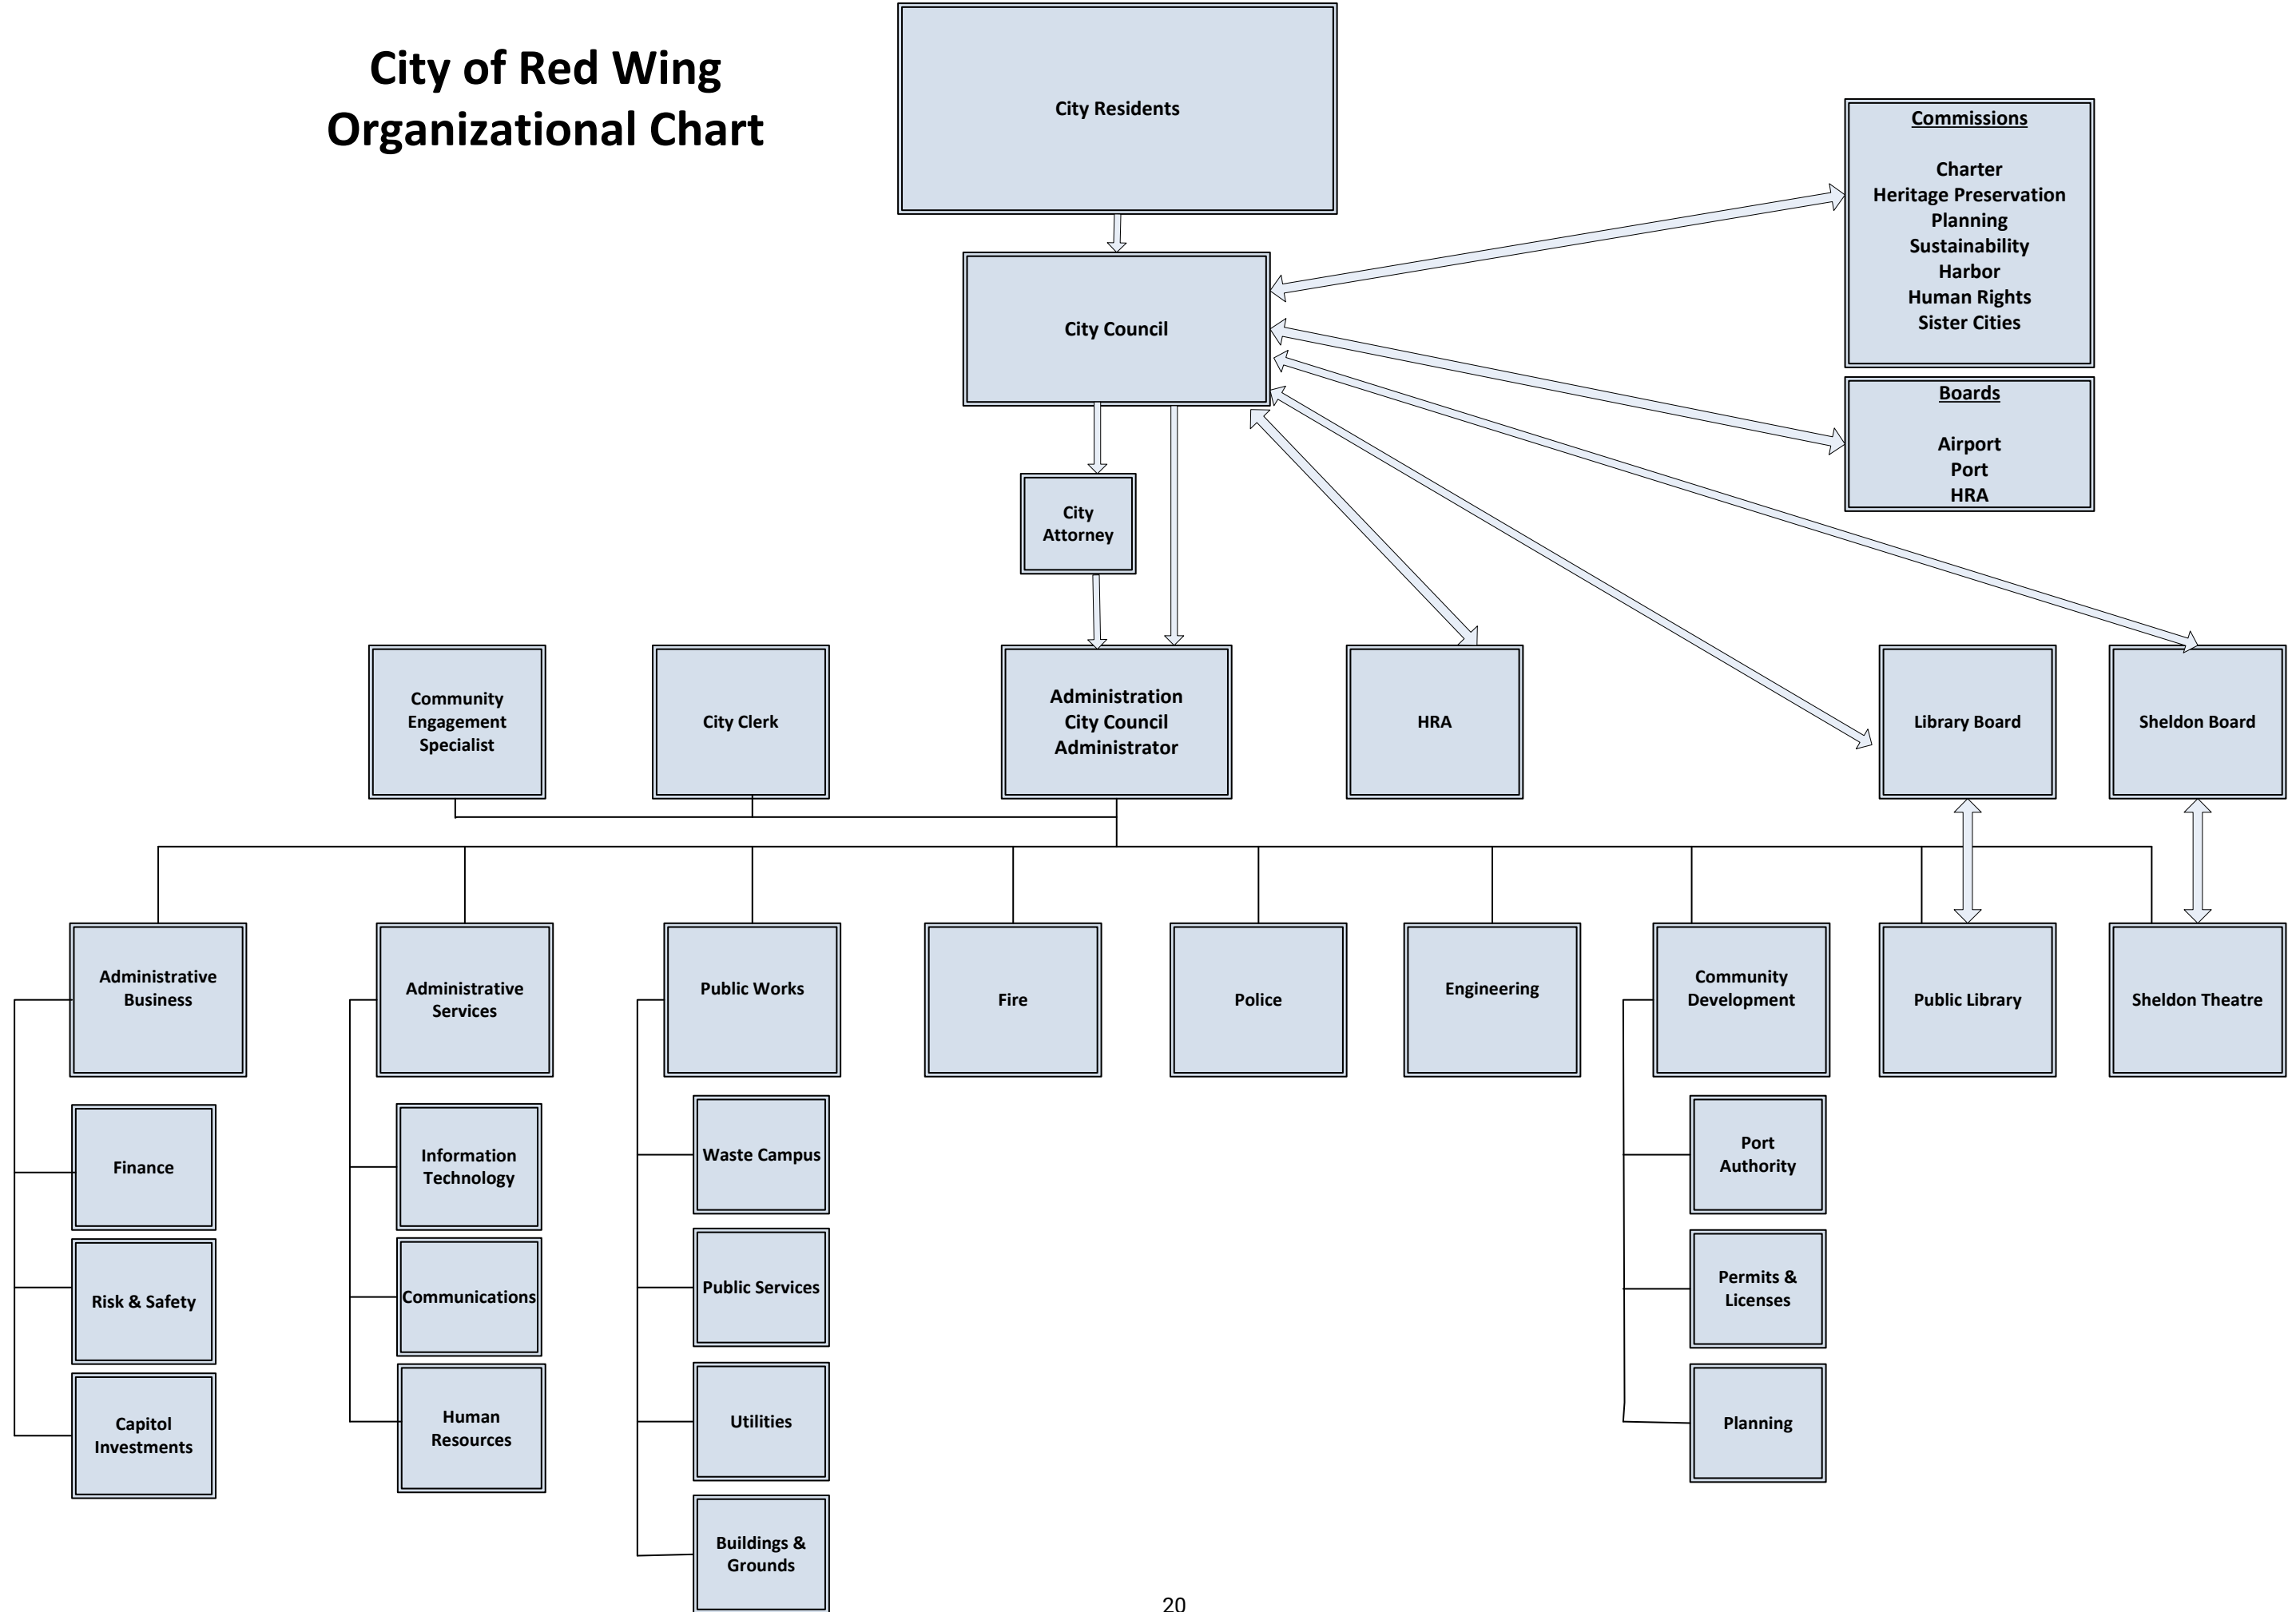 City of Red Wing
Organizational Chart
City Residents
Commissions
Charter
Heritage Preservation
Planning
Sustainability
Harbor
Human Rights
Sister Cities
City Council
Boards
Airport
Port
HRA
City
Attorney
Community
Engagement
Specialist
City Clerk
Administration
City Council
Administrator
HRA
Library Board
Sheldon Board
Administrative
Business
Administrative
Services
Public Works
Fire
Police
Engineering
Community
Development
Public Library
Sheldon Theatre
Finance
Risk & Safety
Capitol
Investments
Information
Technology
Communications
Human
Resources
Waste Campus
Public Services
Utilities
Buildings &
Grounds
Port
Authority
Permits &
Licenses
Planning
20